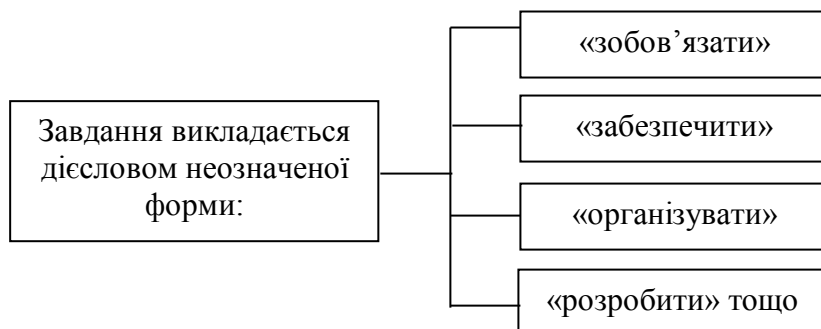 Завдання викладається
дієсловом неозначеної
форми:
«зобов’язати»
«забезпечити»
«організувати»
«розробити» тощо